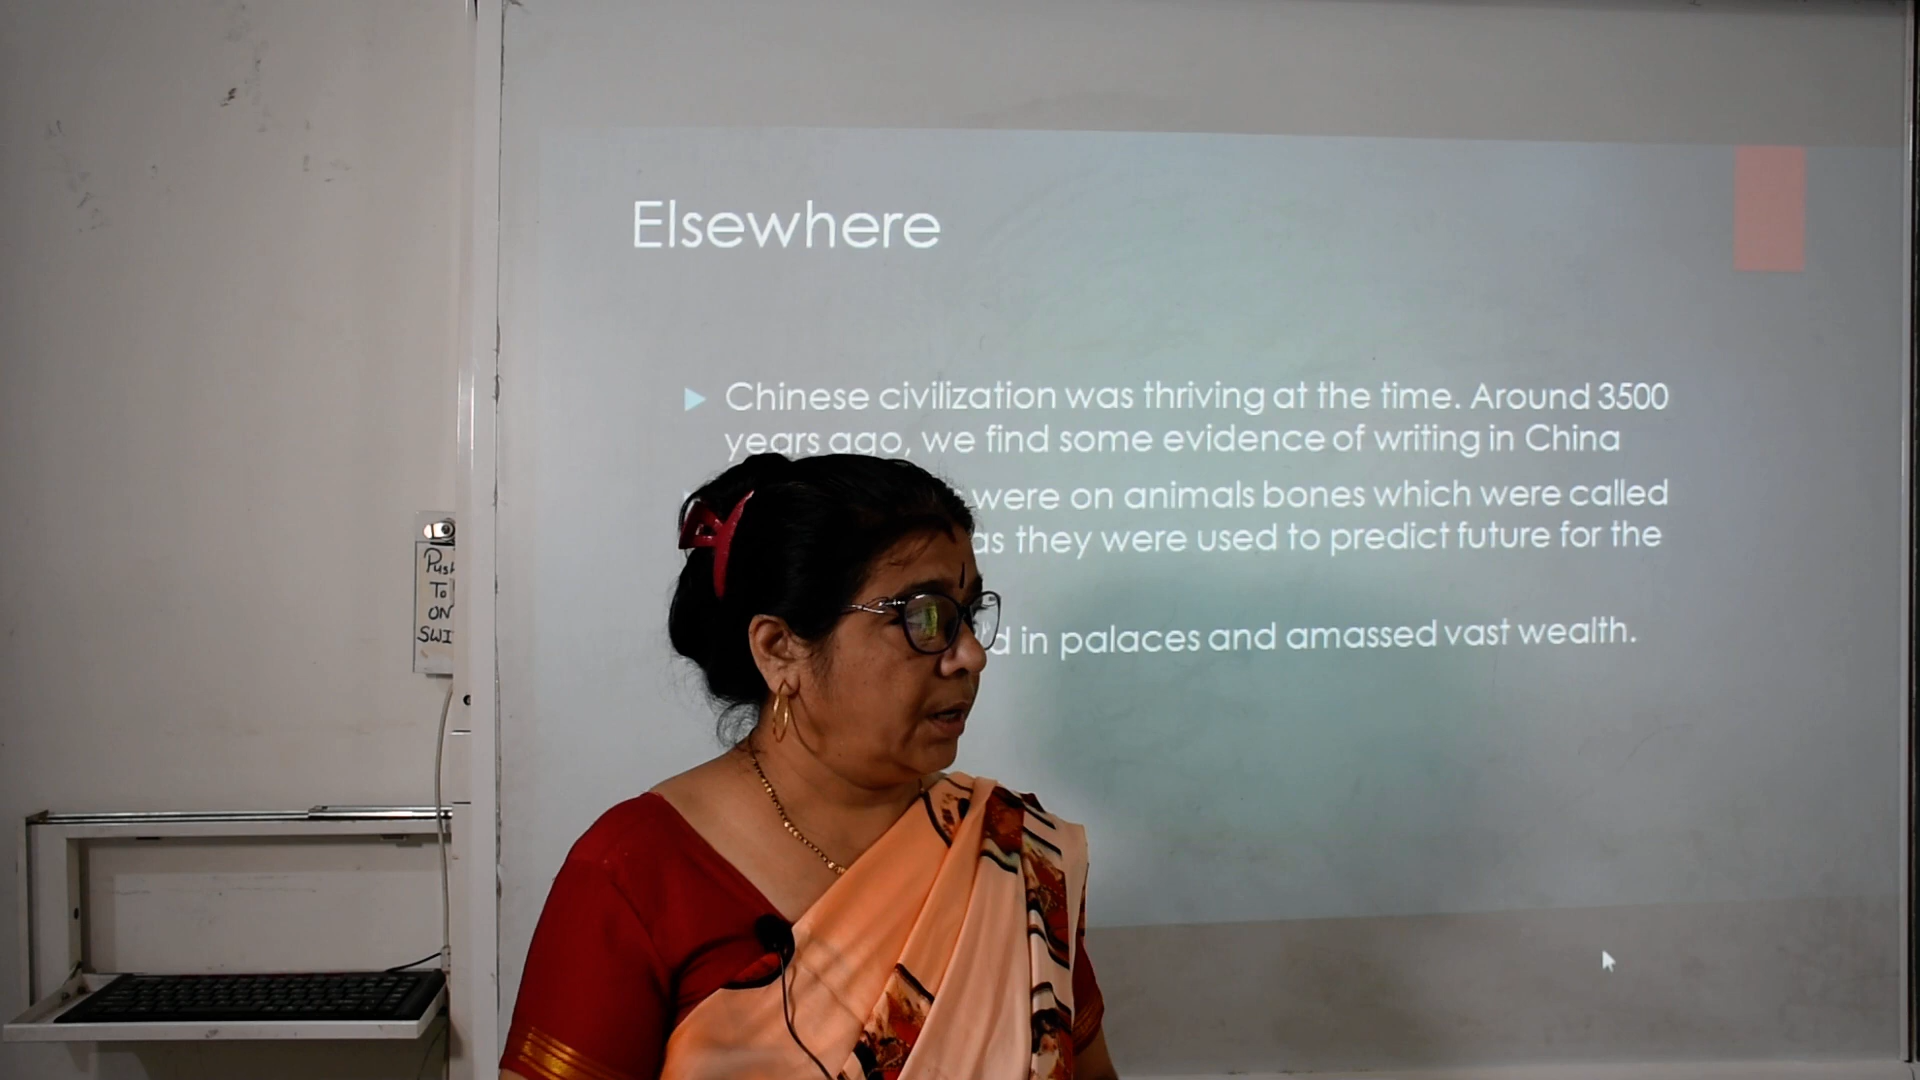 Elsewhere
Chinese civilization was thriving at the time. Around 3500
years ago, we find some evidence of writing in China
were on animals bones which were called
as they were used to predict future for the
in palaces and amassed vast wealth.
Push
To
ON